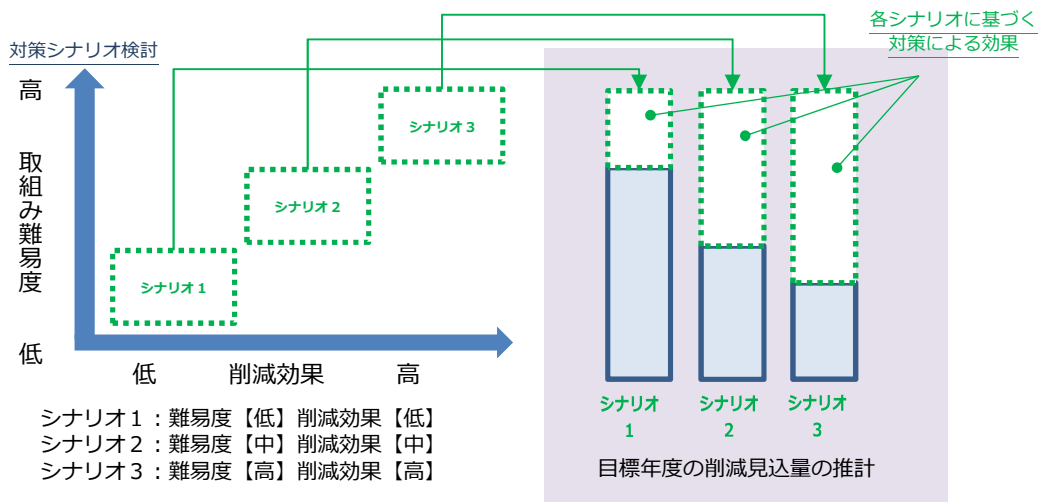 対策シナリオ検討
高
取組み難易度
低
シナリオ３
シナリオ２
シナリオ１
低 削減効果 高
シナリオ１：難易度【低】削減効果【低】
シナリオ２：難易度【中】削減効果【中】
シナリオ３：難易度【高】削減効果【高】
各シナリオに基づく
対策による効果
シナリオ
1
シナリオ
2
シナリオ
3
目標年度の削減見込量の推計